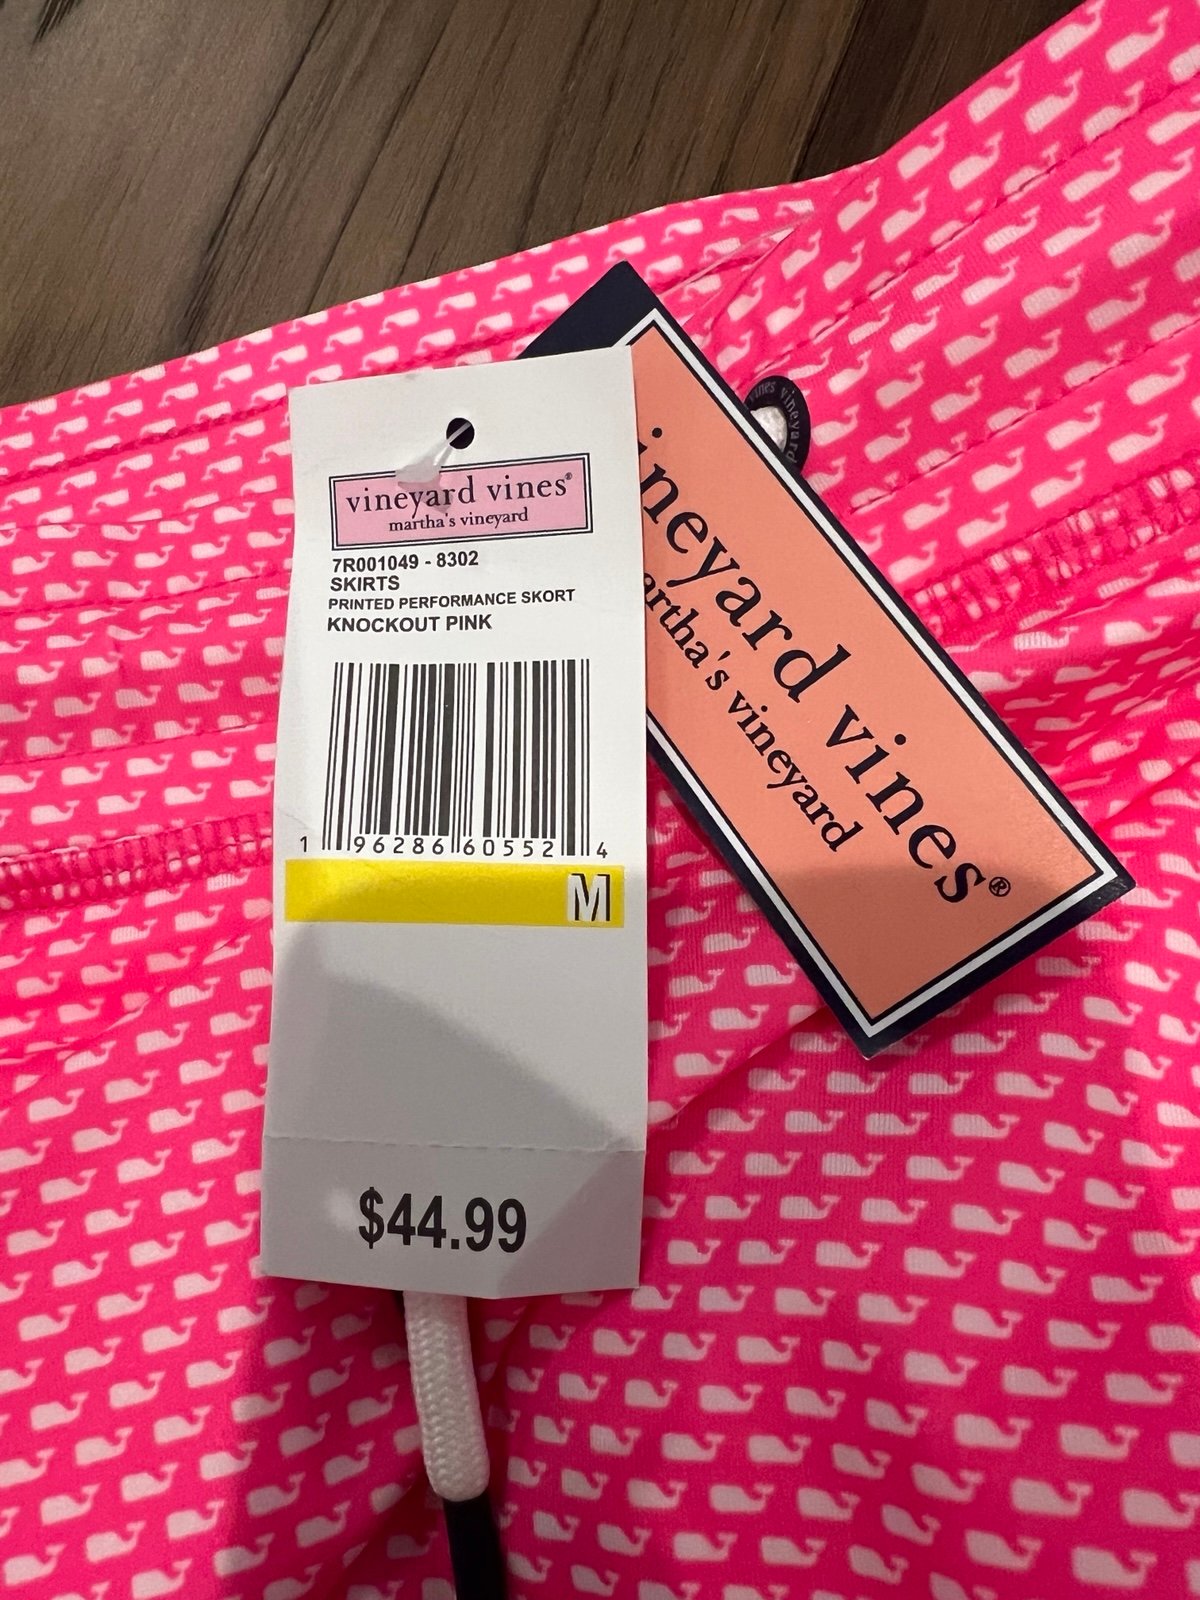 vineyard vines®
martha's vineyard
7R001049 - 8302
SKIRTS
PRINTED PERFORMANCE SKORT
KNOCKOUT PINK
1 96286 60552 4
M
$44.99
ineyard vines®
artha's vineyard
vines vineyard